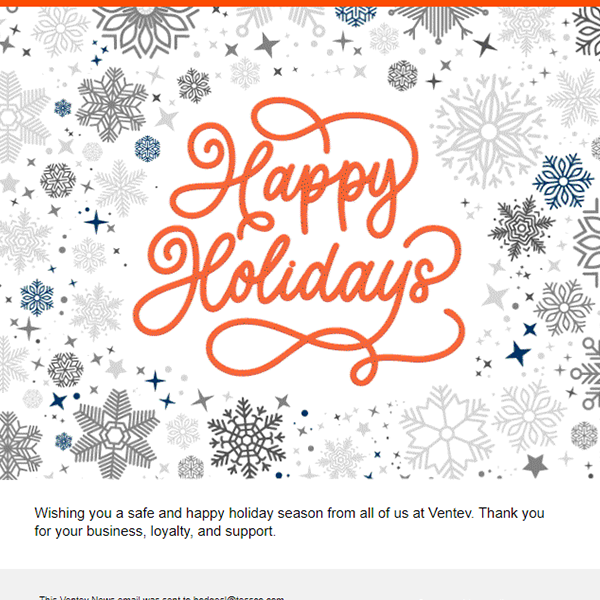 Happy
Holidays
Wishing you a safe and happy holiday season from all of us at Ventev. Thank you
for your business, loyalty, and support.
This Ventev News email was sent to